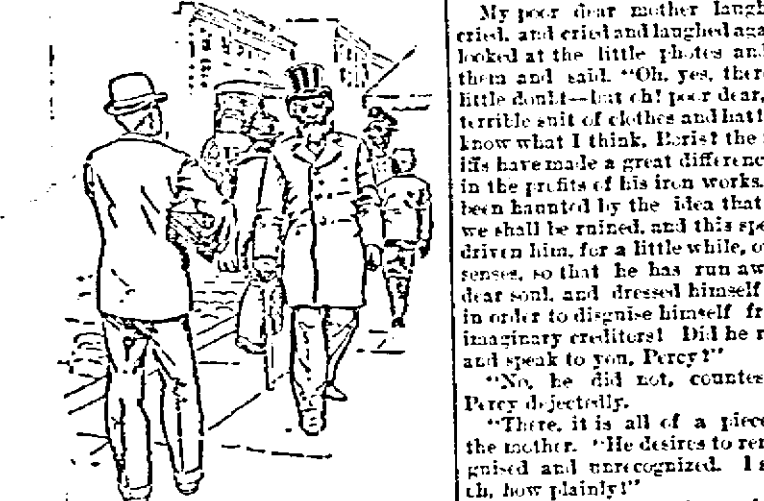 My poor dear mother laugh
cried, and cried and laughed aga
looked at the little photos and
them and said. "Oh, yes, ther
little doubt—but oh! poor dear,
terrible suit of clothes and hat!
know what I think, Boris? the
iffs have made a great differenc
in the profits of his iron works.
been haunted by the idea that
we shall be ruined, and this spe
driven him, for a little while, o
senses, so that he has run aw
dear soul, and dressed himself
in order to disguise himself fr
imaginary creditors! Did he r
and speak to you, Percy?"
"No, he did not, countes
Percy dejectedly.
"There, it is all of a piece
the mother. "He desires to re
gnised and unrecognized. I s
oh, how plainly!"